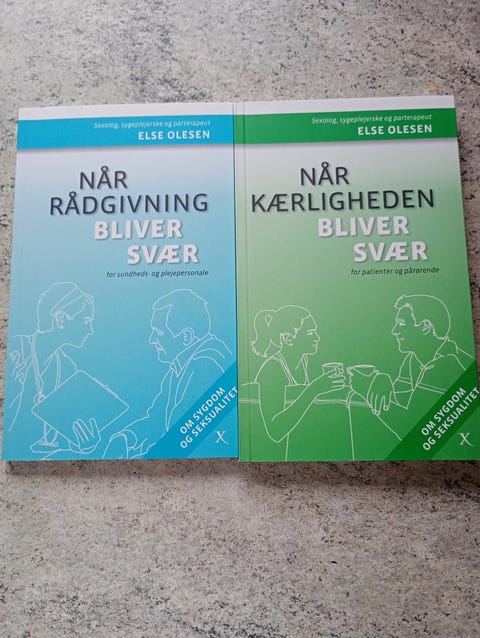 Sexolog, sygeplejerske og parterapeut
ELSE OLESEN
NÅR
RÅDGIVNING
BLIVER
SVÆR
for sundheds- og plejepersonale
OM SYGDOM
OG SEKSUALITET
X
Sexolog, sygeplejerske og parterapeut
ELSE OLESEN
NÅR
KÆRLIGHEDEN
BLIVER
SVÆR
for patienter og pårørende
OM SYGDOM
OG SEKSUALITET
X